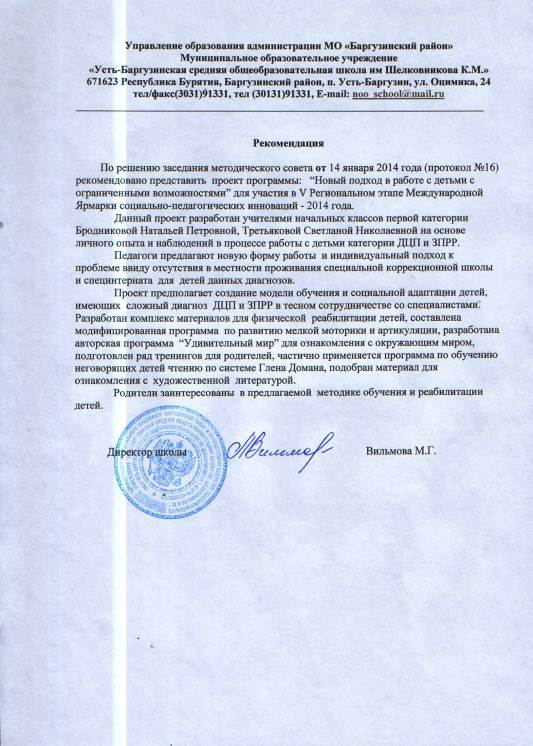 Управление образования администрации МО «Баргузинский район»
Муниципальное образовательное учреждение
«Усть-Баргузинская средняя общеобразовательная школа им Шелковникова К.М.»
671623 Республика Бурятия, Баргузинский район, п. Усть-Баргузин, ул. Оцимика, 24
тел/факс(3031)91331, тел (30131)91331, E-mail: noo_school@mail.ru
Рекомендация
По решению заседания методического совета от 14 января 2014 года (протокол №16)
рекомендовано представить проект программы: “Новый подход в работе с детьми с
ограниченными возможностями” для участия в V Региональном этапе Международной
Ярмарки социально-педагогических инноваций - 2014 года.
Данный проект разработан учителями начальных классов первой категории
Бродниковой Натальей Петровной, Третьяковой Светланой Николаевной на основе
личного опыта и наблюдений в процессе работы с детьми категории ДЦП и ЗПРР.
Педагоги предлагают новую форму работы и индивидуальный подход к
проблеме ввиду отсутствия в местности проживания специальной коррекционной школы
и специнтерната для детей данных диагнозов.
Проект предполагает создание модели обучения и социальной адаптации детей,
имеющих сложный диагноз ДЦП и ЗПРР в тесном сотрудничестве со специалистами.
Разработан комплекс материалов для физической реабилитации детей, составлена
модифицированная программа по развитию мелкой моторики и артикуляции, разработана
авторская программа “Удивительный мир” для ознакомления с окружающим миром,
подготовлен ряд тренингов для родителей, частично применяется программа по обучению
неговорящих детей чтению по системе Глена Домана, подобран материал для
ознакомления с художественной литературой.
Родители заинтересованы в предлагаемой методике обучения и реабилитации
детей.
Директор школы Вильмова М.Г.